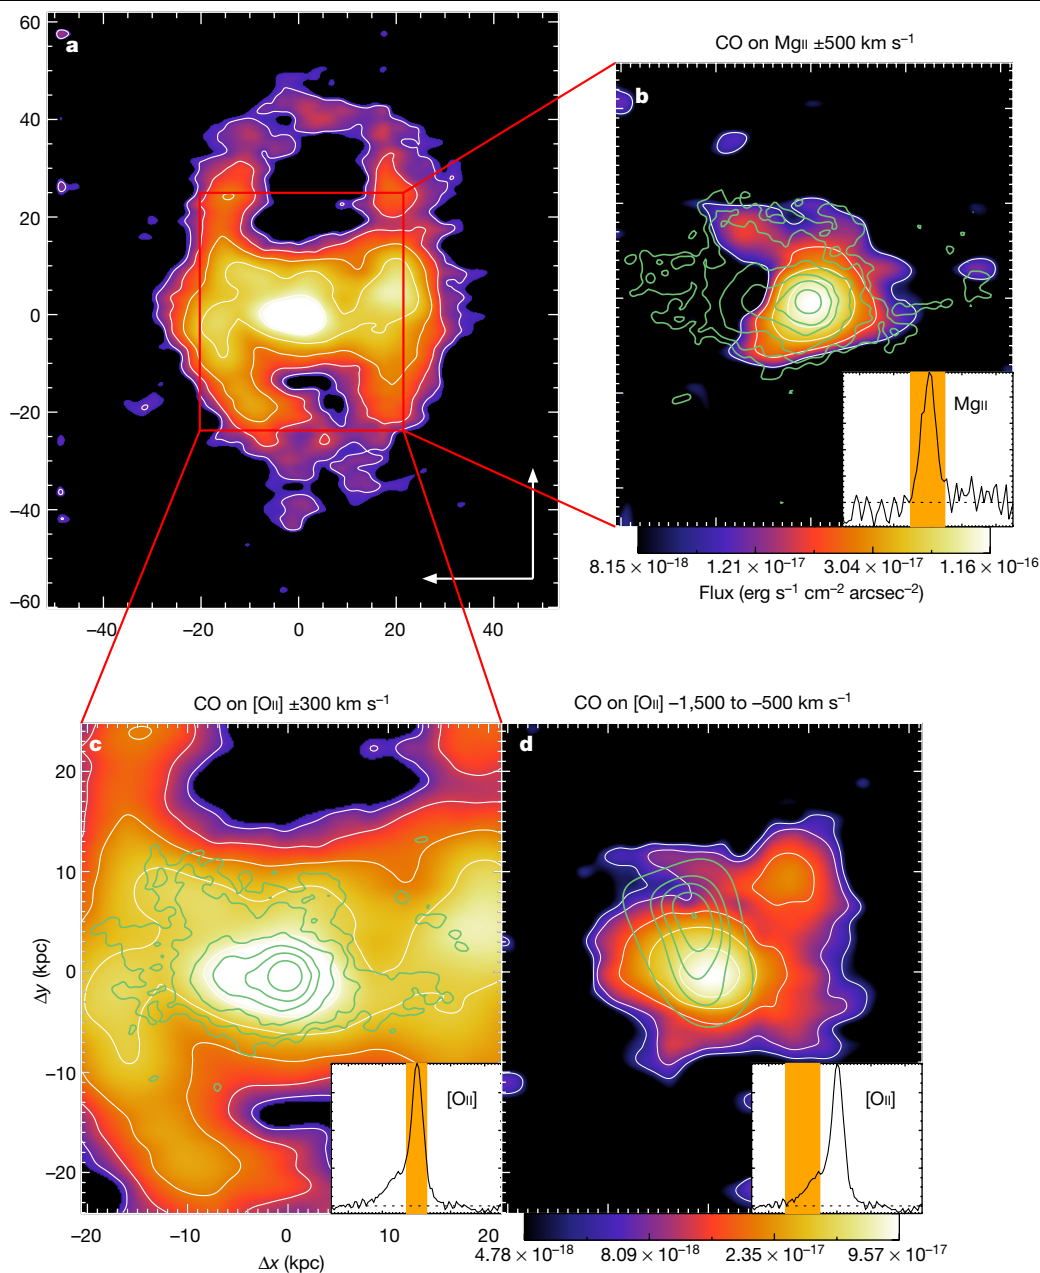 a
60
40
20
0
−20
−40
−60
−40 −20 0 20 40
CO on MgII ±500 km s⁻¹
b
MgII
8.15 × 10⁻¹⁸ 1.21 × 10⁻¹⁷ 3.04 × 10⁻¹⁷ 1.16 × 10⁻¹⁶
Flux (erg s⁻¹ cm⁻² arcsec⁻²)
CO on [OII] ±300 km s⁻¹
c
20
10
0
−10
−20
Δy (kpc)
[OII]
−20 −10 0 10 20
Δx (kpc)
CO on [OII] −1,500 to −500 km s⁻¹
d
[OII]
4.78 × 10⁻¹⁸ 8.09 × 10⁻¹⁸ 2.35 × 10⁻¹⁷ 9.57 × 10⁻¹⁷